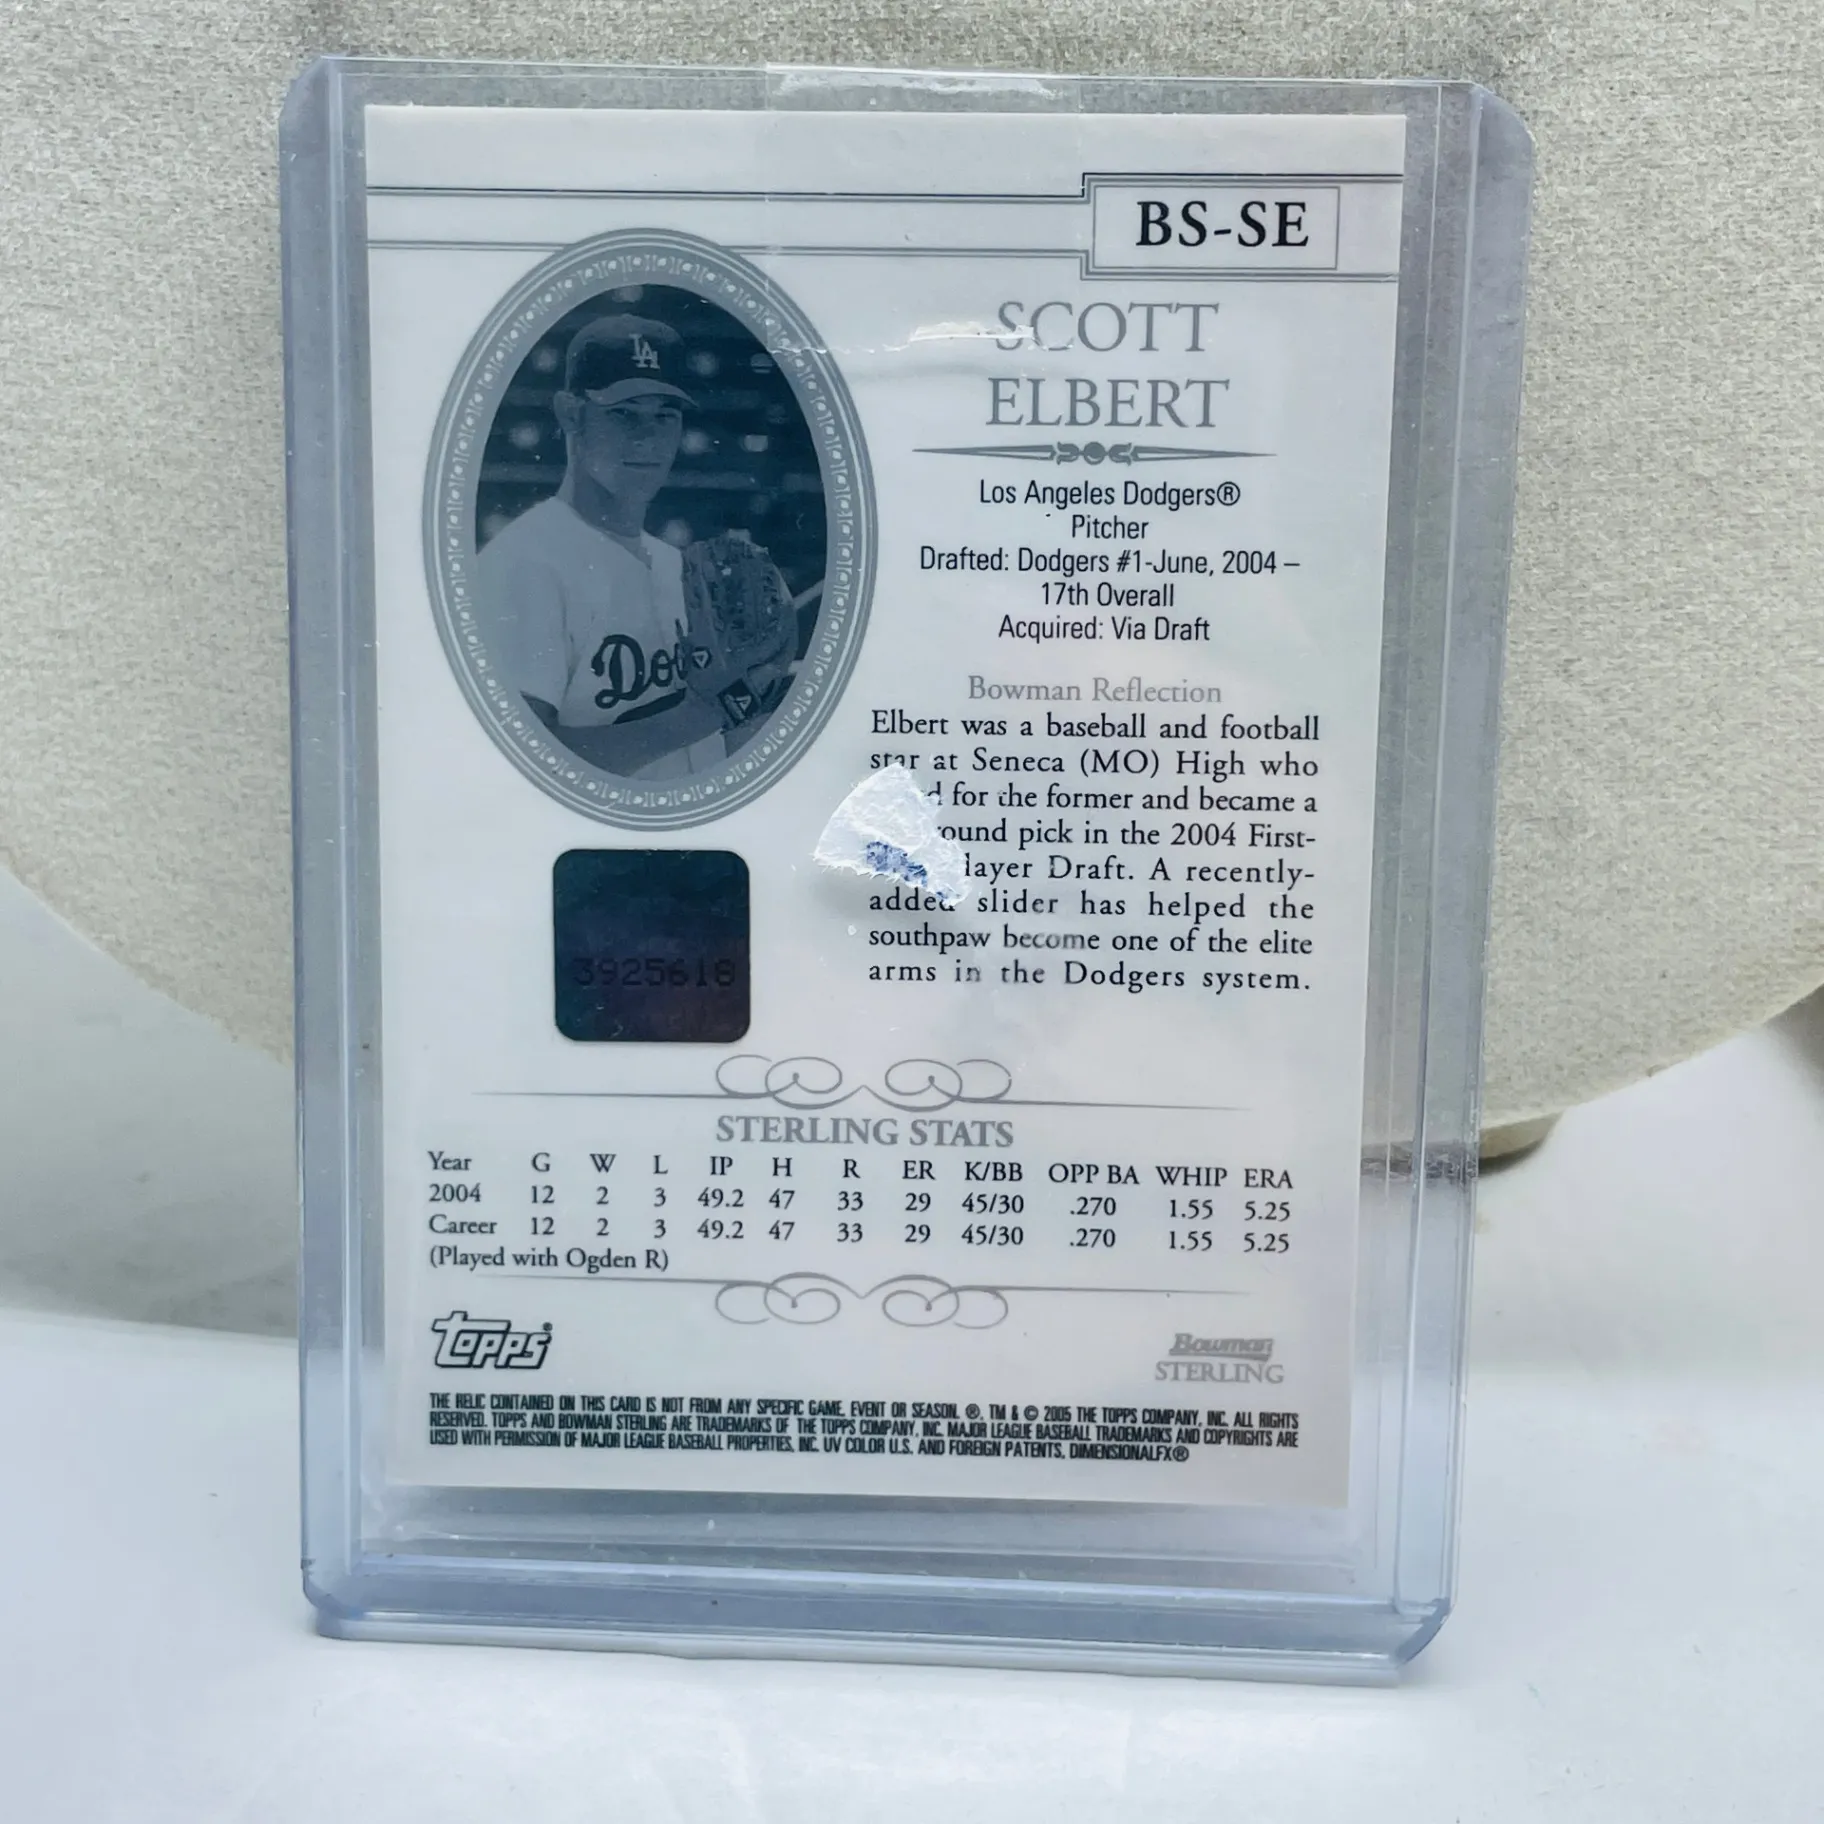 BS-SE
SCOTT
ELBERT
LA
Dod
Los Angeles Dodgers®
Pitcher
Drafted: Dodgers #1-June, 2004 –
17th Overall
Acquired: Via Draft
Bowman Reflection
Elbert was a baseball and football
star at Seneca (MO) High who
for the former and became a
pick in the 2004 First-
Draft. A recently-
added slider has helped the
southpaw become one of the elite
arms in the Dodgers system.
3925618
STERLING STATS
Year G W L IP H R ER K/BB OPP BA WHIP ERA
2004 12 2 3 49.2 47 33 29 45/30 .270 1.55 5.25
Career 12 2 3 49.2 47 33 29 45/30 .270 1.55 5.25
(Played with Ogden R)
Topps®
Bowman
STERLING
THE RELIC CONTAINED ON THIS CARD IS NOT FROM ANY SPECIFIC GAME, EVENT OR SEASON. ®, TM & © 2005 THE TOPPS COMPANY, INC. ALL RIGHTS
RESERVED. TOPPS AND BOWMAN STERLING ARE TRADEMARKS OF THE TOPPS COMPANY, INC. MAJOR LEAGUE BASEBALL TRADEMARKS AND COPYRIGHTS ARE
USED WITH PERMISSION OF MAJOR LEAGUE BASEBALL PROPERTIES, INC. UV COLOR U.S. AND FOREIGN PATENTS. DIMENSIONALFX®